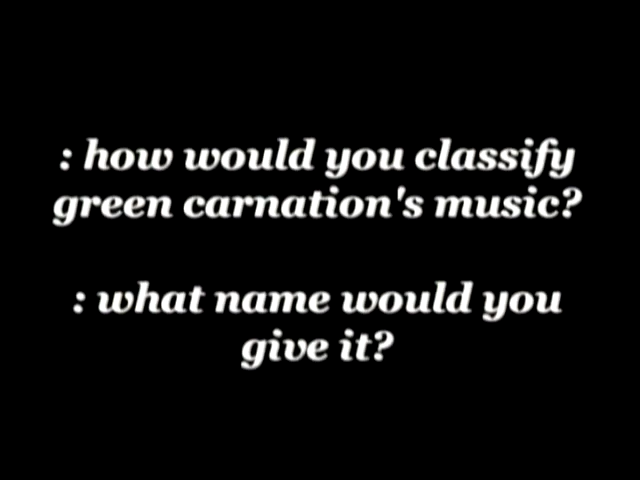 : how would you classify
green carnation's music?
: what name would you
give it?